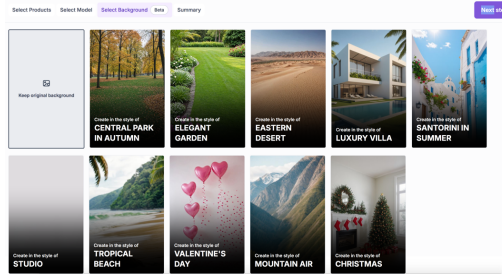 Select Products Select Model Select Background Beta Summary
Next
Keep original background
Create in the style of
CENTRAL PARK
IN AUTUMN
Create in the style of
ELEGANT
GARDEN
Create in the style of
EASTERN
DESERT
Create in the style of
LUXURY VILLA
Create in the style of
SANTORINI IN
SUMMER
Create in the style of
STUDIO
Create in the style of
TROPICAL
BEACH
Create in the style of
VALENTINE'S
DAY
Create in the style of
MOUNTAIN AIR
Create in the style of
CHRISTMAS